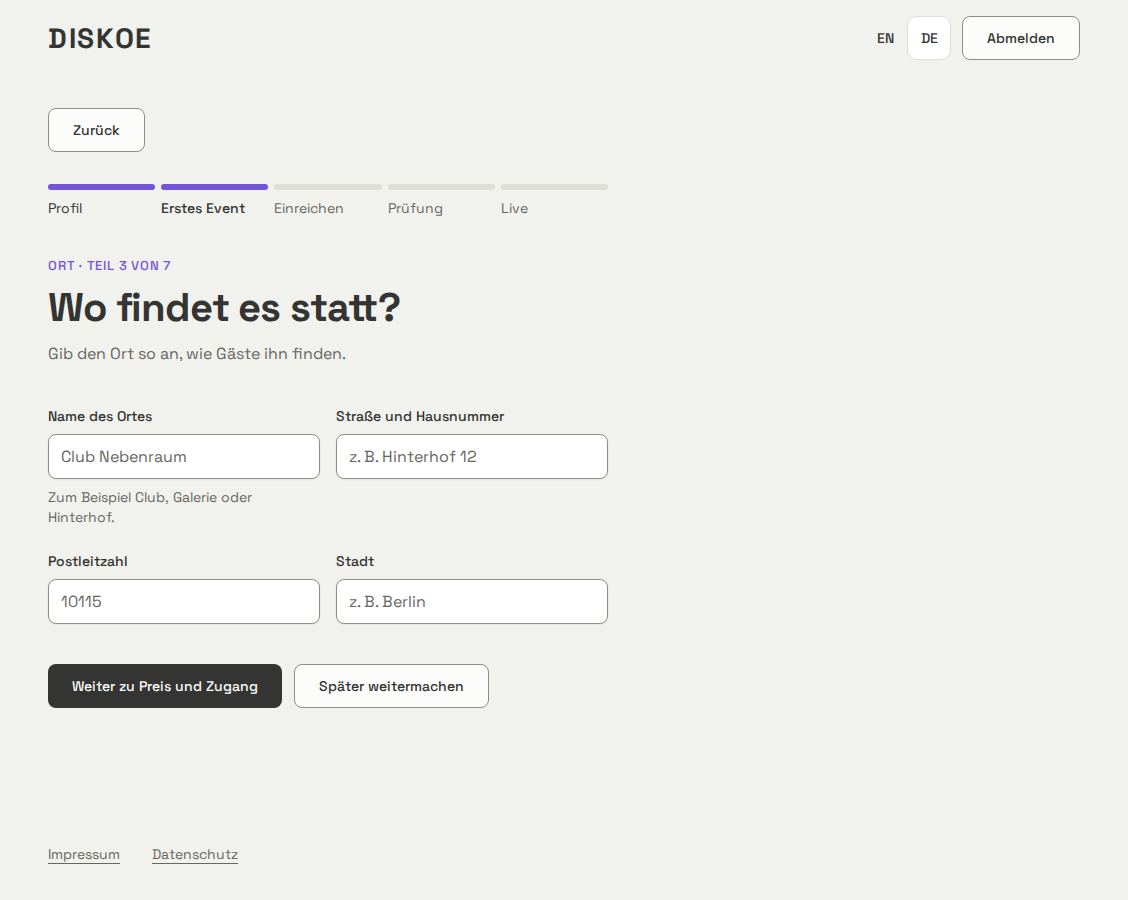 DISKOE
EN
DE
Abmelden
Zurück
Profil
Erstes Event
Einreichen
Prüfung
Live
ORT · TEIL 3 VON 7
Wo findet es statt?
Gib den Ort so an, wie Gäste ihn finden.
Name des Ortes
Straße und Hausnummer
Club Nebenraum
z. B. Hinterhof 12
Zum Beispiel Club, Galerie oder
Hinterhof.
Postleitzahl
Stadt
10115
z. B. Berlin
Weiter zu Preis und Zugang
Später weitermachen
Impressum
Datenschutz